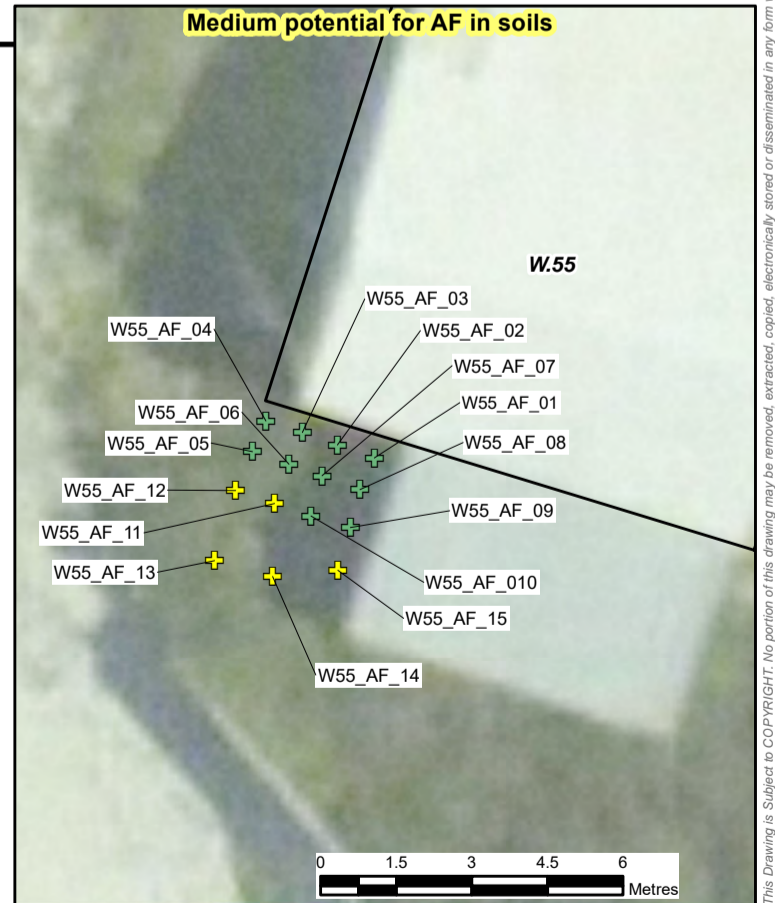 Medium potential for AF in soils
W.55
W55_AF_03
W55_AF_04
W55_AF_02
W55_AF_07
W55_AF_06
W55_AF_01
W55_AF_05
W55_AF_08
W55_AF_12
W55_AF_09
W55_AF_11
W55_AF_13
W55_AF_010
W55_AF_15
W55_AF_14
0 1.5 3 4.5 6
Metres
This Drawing is Subject to COPYRIGHT. No portion of this drawing may be removed, extracted, copied, electronically stored or disseminated in any form